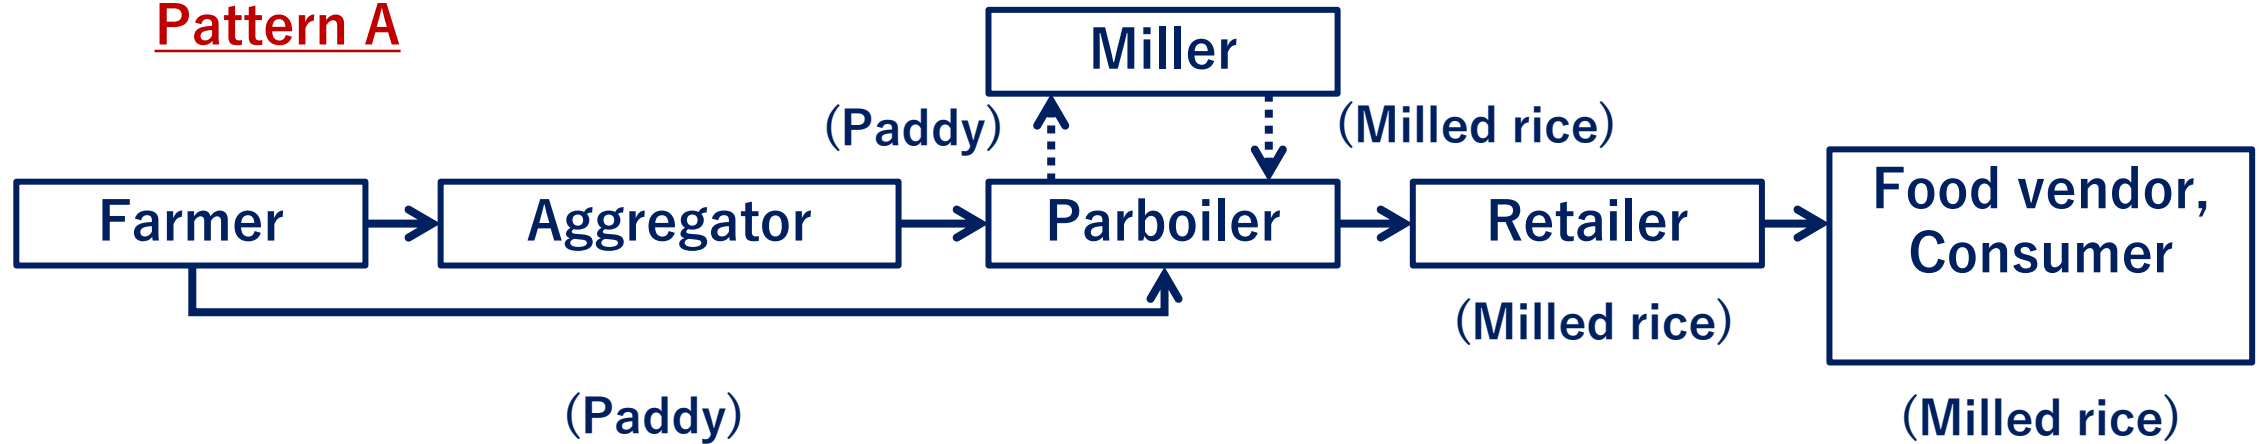 Pattern A
Miller
(Paddy)
(Milled rice)
Farmer
Aggregator
Parboiler
Retailer
Food vendor,
Consumer
(Milled rice)
(Paddy)
(Milled rice)